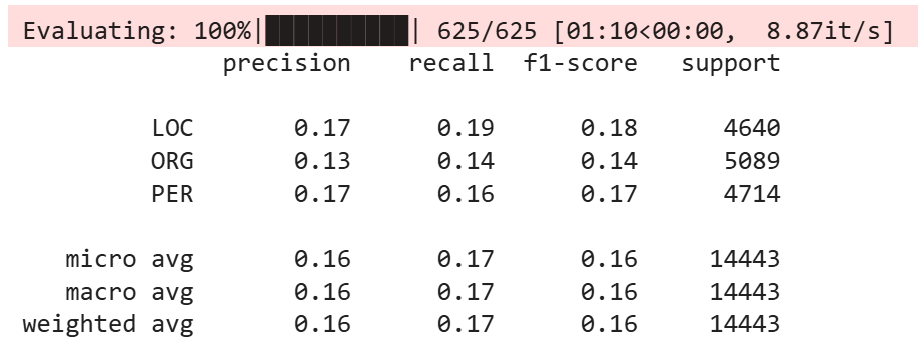 Evaluating: 100%|██████████| 625/625 [01:10<00:00,  8.87it/s]
              precision    recall  f1-score   support

         LOC       0.17      0.19      0.18      4640
         ORG       0.13      0.14      0.14      5089
         PER       0.17      0.16      0.17      4714

   micro avg       0.16      0.17      0.16     14443
   macro avg       0.16      0.17      0.16     14443
weighted avg       0.16      0.17      0.16     14443